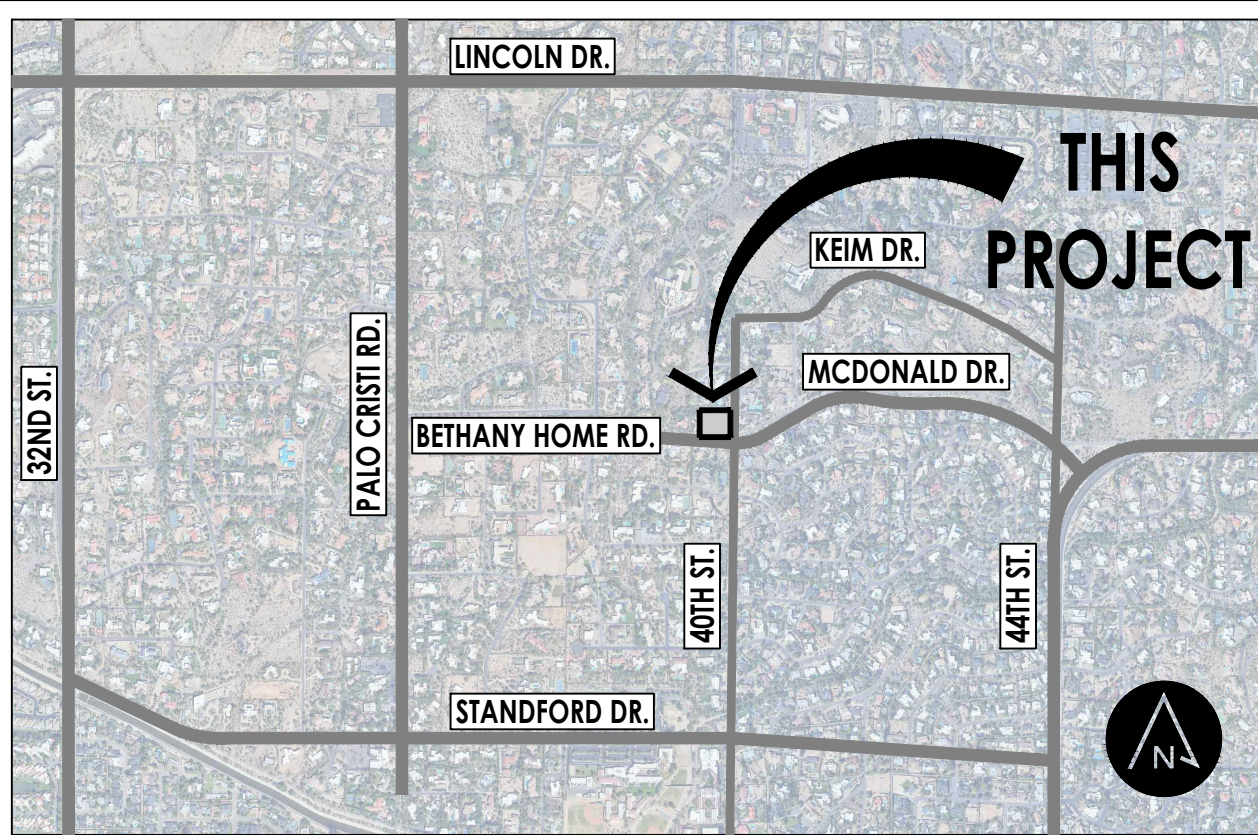 LINCOLN DR.
THIS
PROJECT
KEIM DR.
MCDONALD DR.
PALO CRISTI RD.
32ND ST.
BETHANY HOME RD.
40TH ST.
44TH ST.
STANDFORD DR.
N